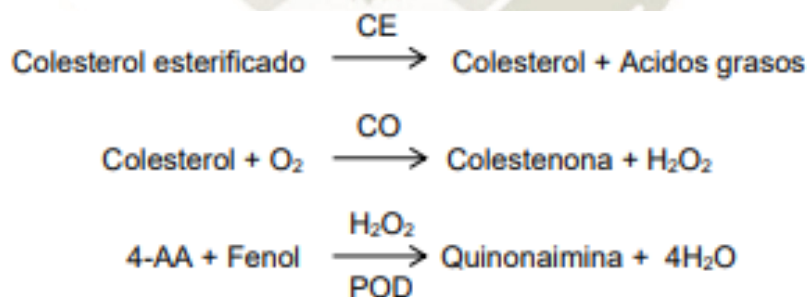 CE
Colesterol esterificado → Colesterol + Acidos grasos
CO
Colesterol + O₂ → Colestenona + H₂O₂
H₂O₂
4-AA + Fenol → Quinonaimina + 4H₂O
POD